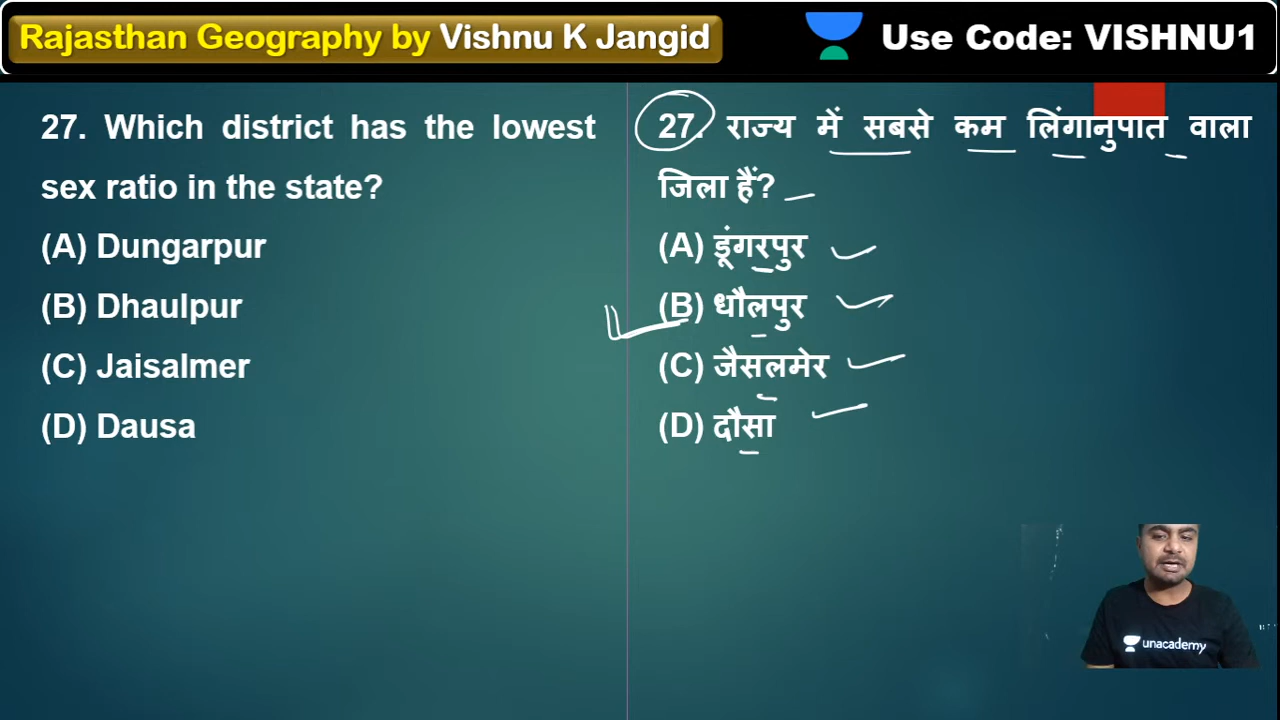 Rajasthan Geography by Vishnu K Jangid
Use Code: VISHNU1
27. Which district has the lowest
sex ratio in the state?
(A) Dungarpur
(B) Dhaulpur
(C) Jaisalmer
(D) Dausa
27. राज्य में सबसे कम लिंगानुपात वाला
जिला हैं?
(A) डूंगरपुर
(B) धौलपुर
(C) जैसलमेर
(D) दौसा
unacademy